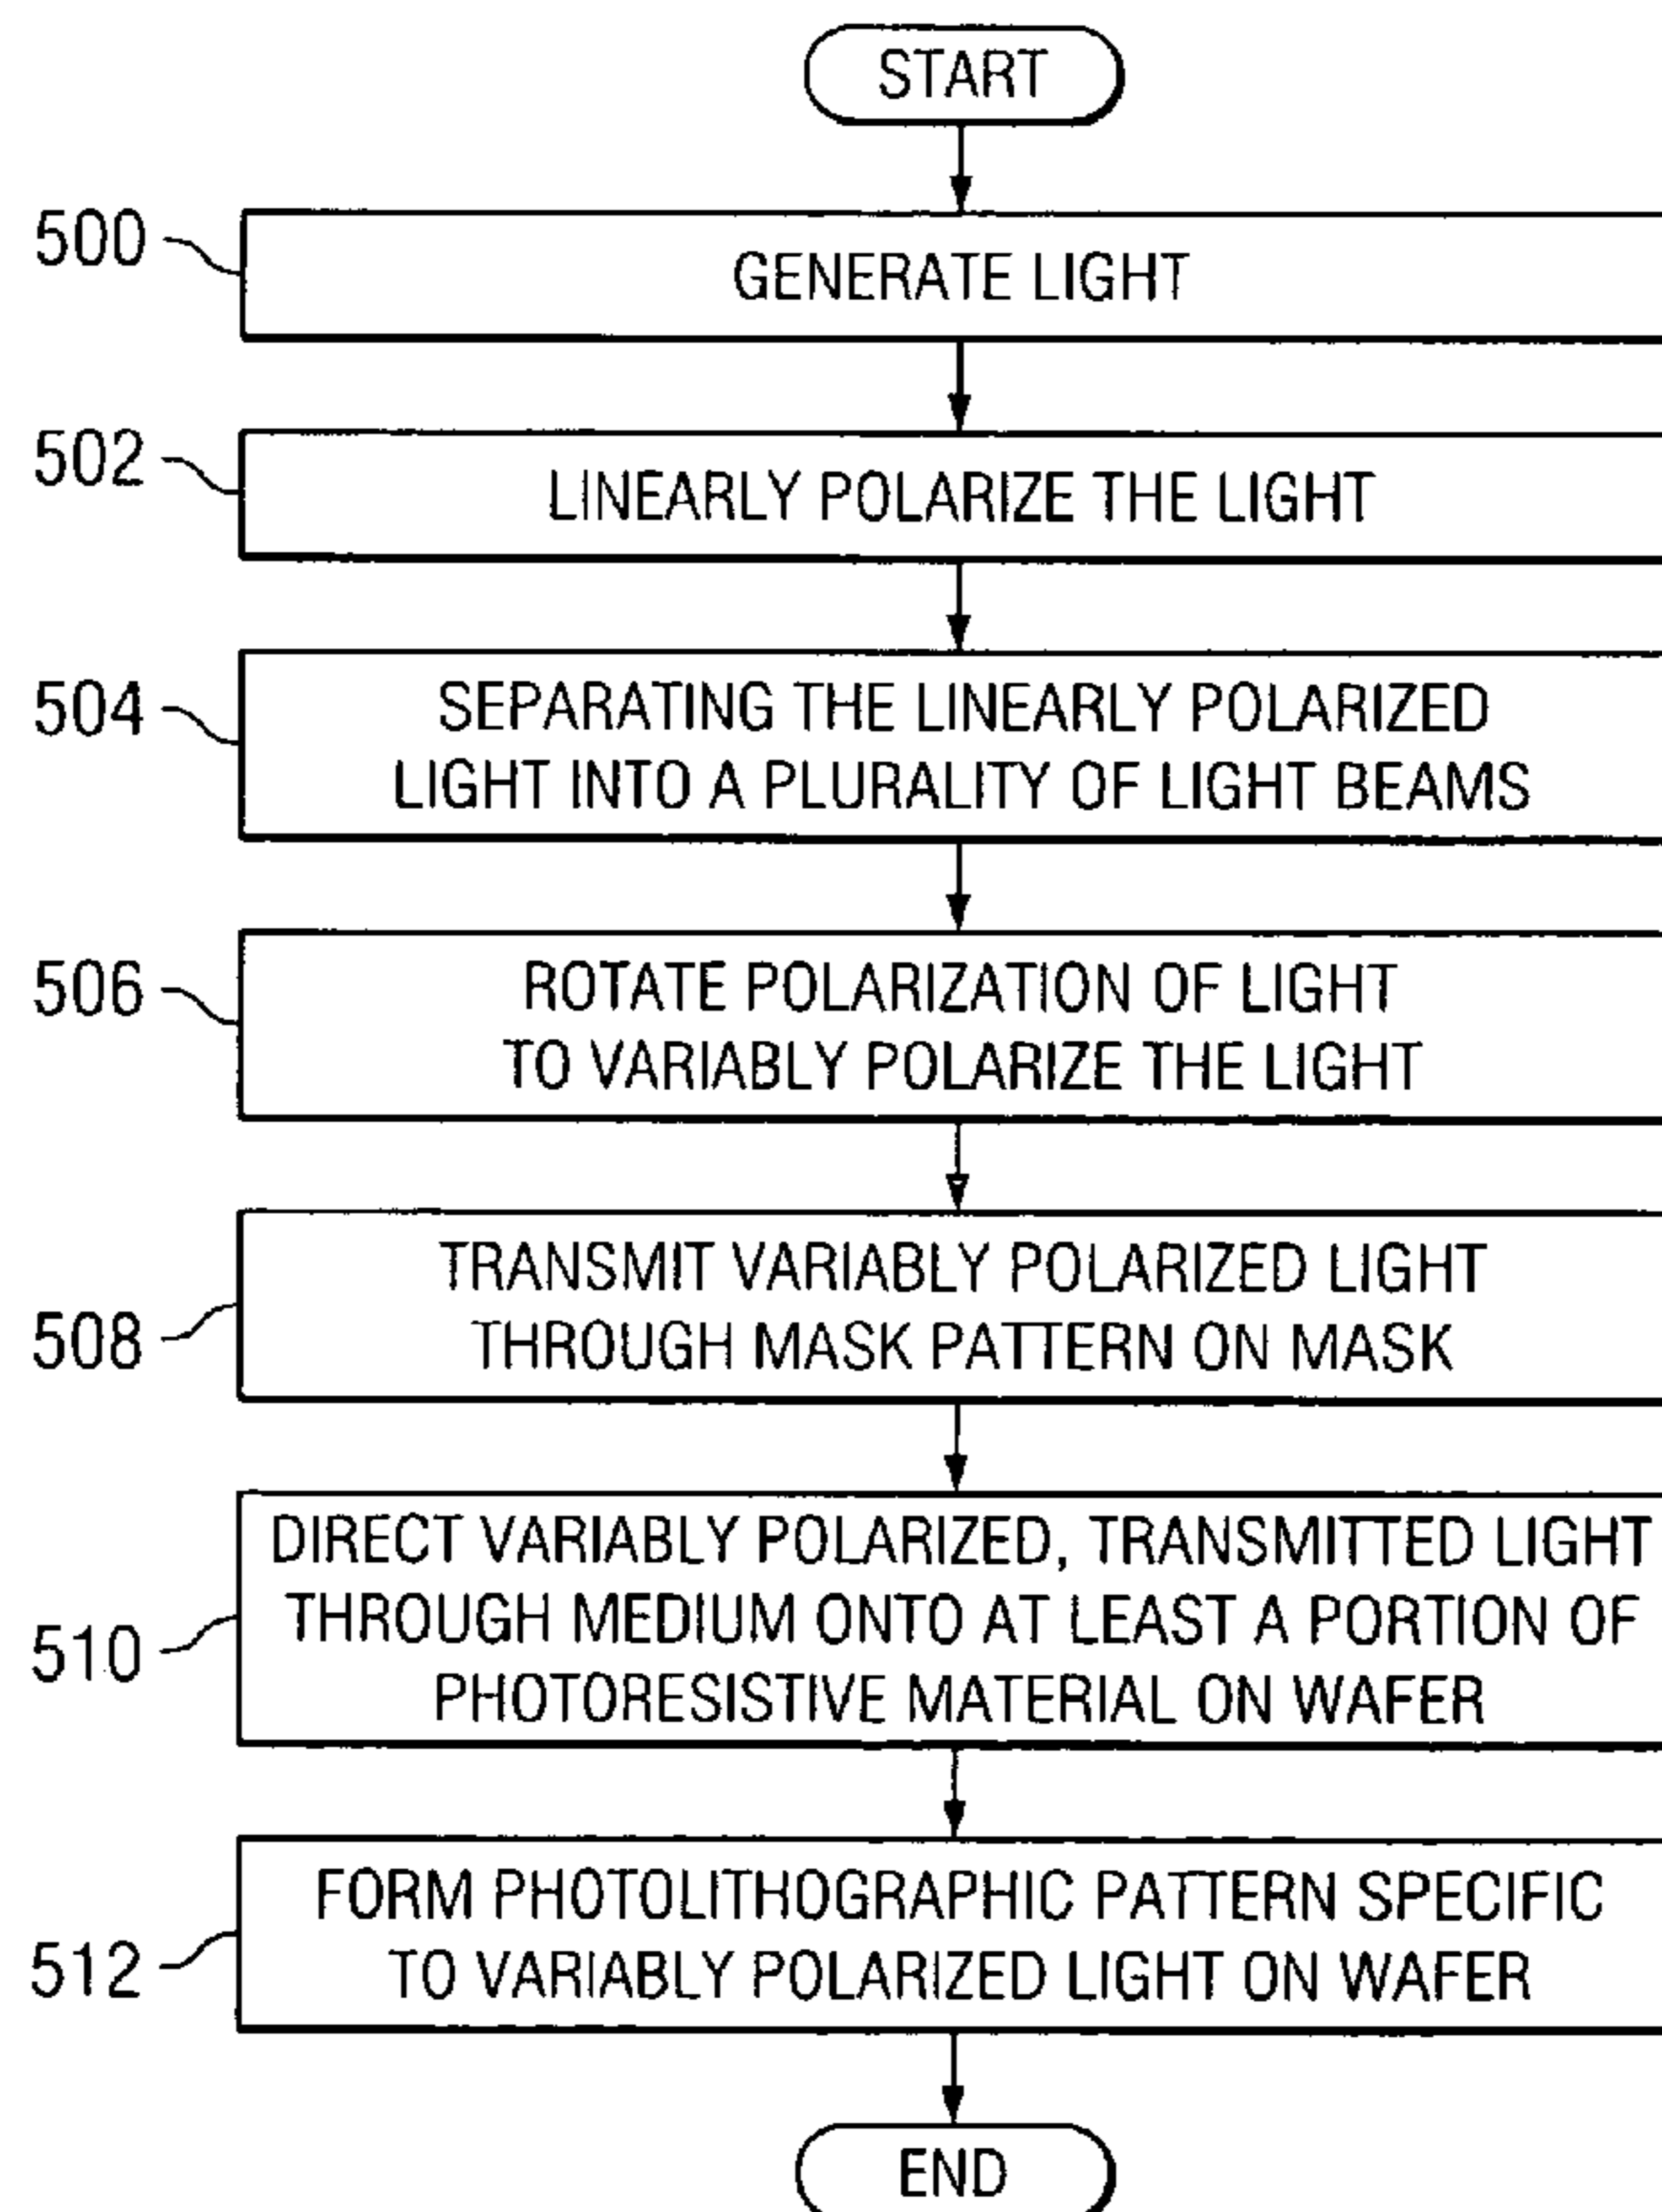 START
500
GENERATE LIGHT
502
LINEARLY POLARIZE THE LIGHT
504
SEPARATING THE LINEARLY POLARIZED
LIGHT INTO A PLURALITY OF LIGHT BEAMS
506
ROTATE POLARIZATION OF LIGHT
TO VARIABLY POLARIZE THE LIGHT
508
TRANSMIT VARIABLY POLARIZED LIGHT
THROUGH MASK PATTERN ON MASK
510
DIRECT VARIABLY POLARIZED, TRANSMITTED LIGHT
THROUGH MEDIUM ONTO AT LEAST A PORTION OF
PHOTORESISTIVE MATERIAL ON WAFER
512
FORM PHOTOLITHOGRAPHIC PATTERN SPECIFIC
TO VARIABLY POLARIZED LIGHT ON WAFER
END